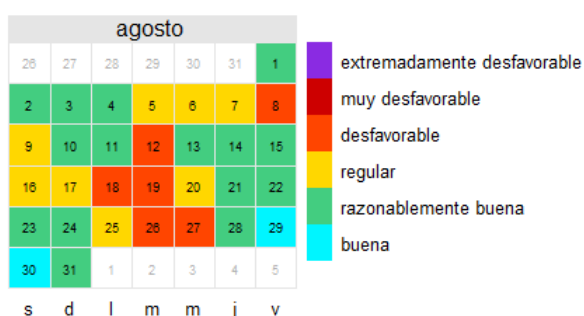 agosto
26 27 28 29 30 31 1
2 3 4 5 6 7 8
9 10 11 12 13 14 15
16 17 18 19 20 21 22
23 24 25 26 27 28 29
30 31 1 2 3 4 5
s d l m m j v
extremadamente desfavorable
muy desfavorable
desfavorable
regular
razonablemente buena
buena